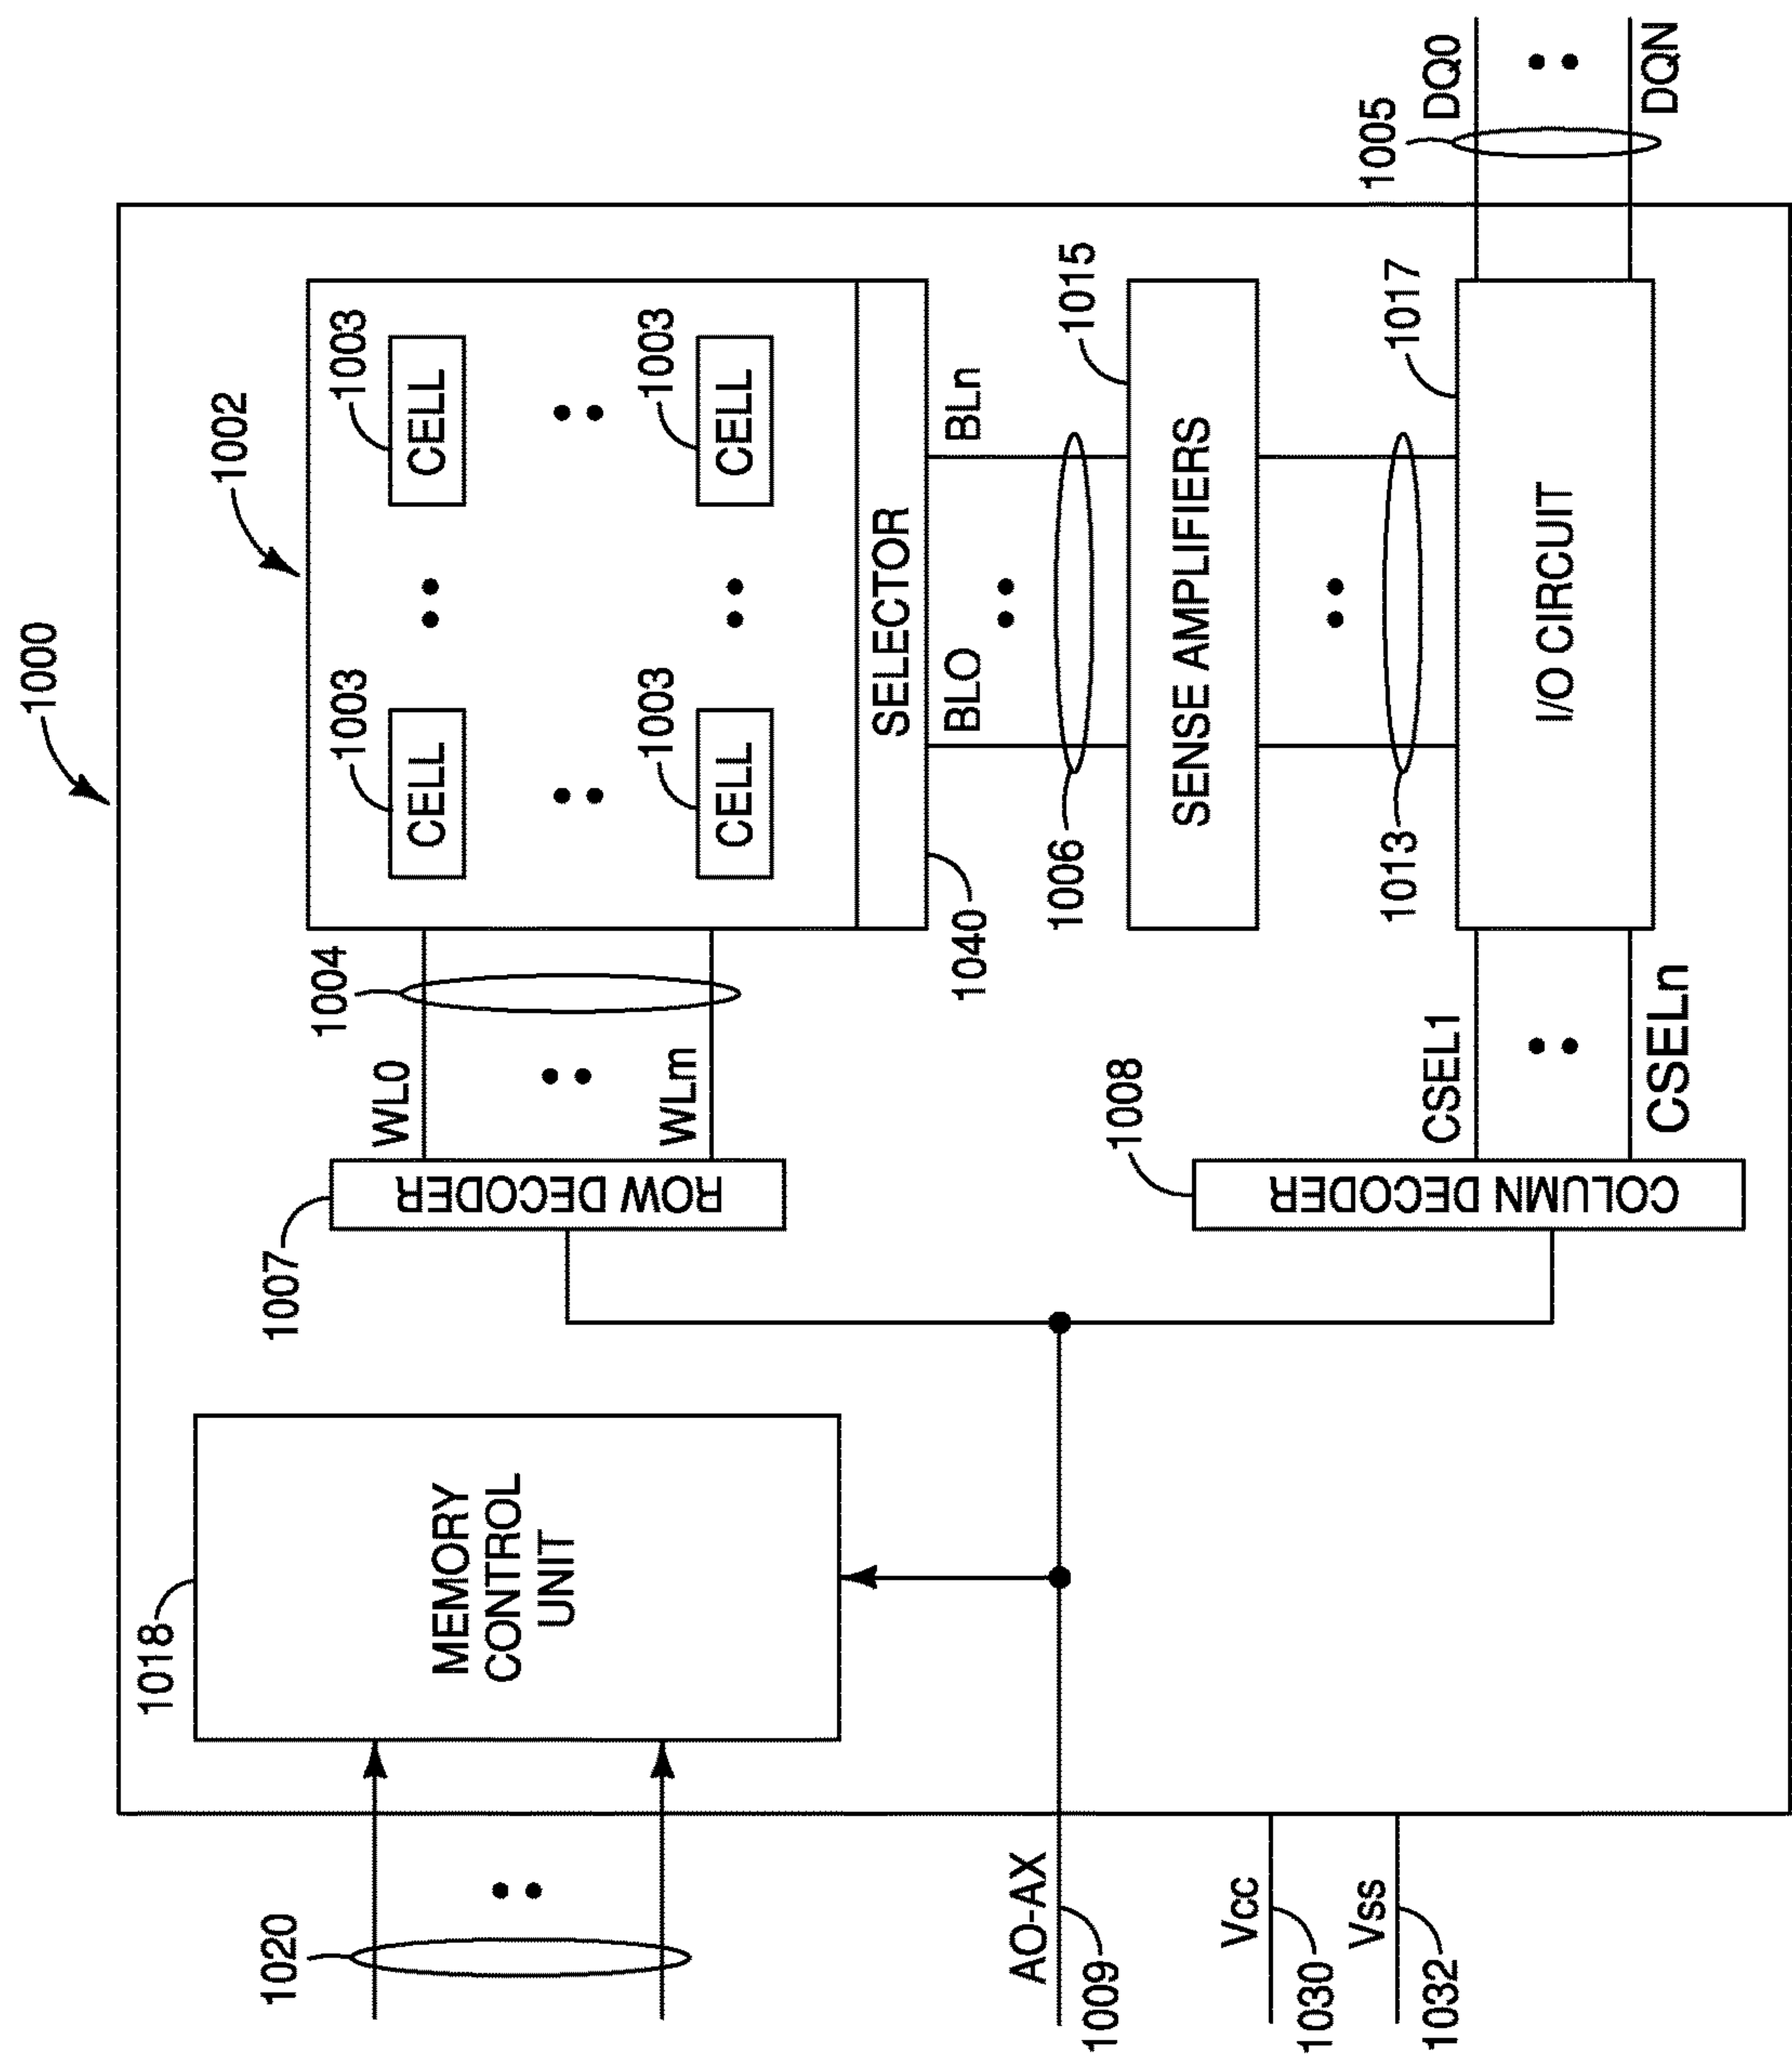 1000
1002
1018
MEMORY
CONTROL
UNIT
1020
1007
ROW DECODER
WL0
WLm
1004
1003
CELL
1003
CELL
1003
CELL
1003
CELL
SELECTOR
1040
BLO
BLn
1006
SENSE AMPLIFIERS
1015
1013
I/O CIRCUIT
1017
1008
COLUMN DECODER
CSEL1
CSELn
1005
DQ0
DQN
AO-AX
1009
Vcc
1030
Vss
1032